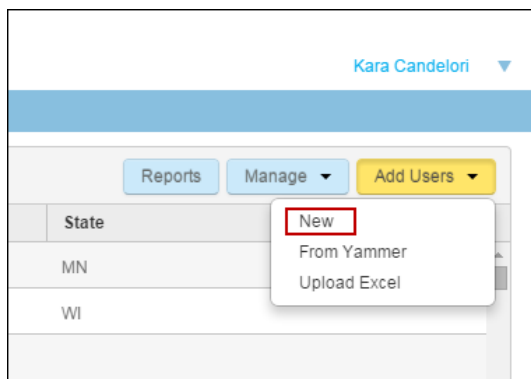 Kara Candelori
Reports Manage Add Users
State
New
MN
From Yammer
Upload Excel
WI